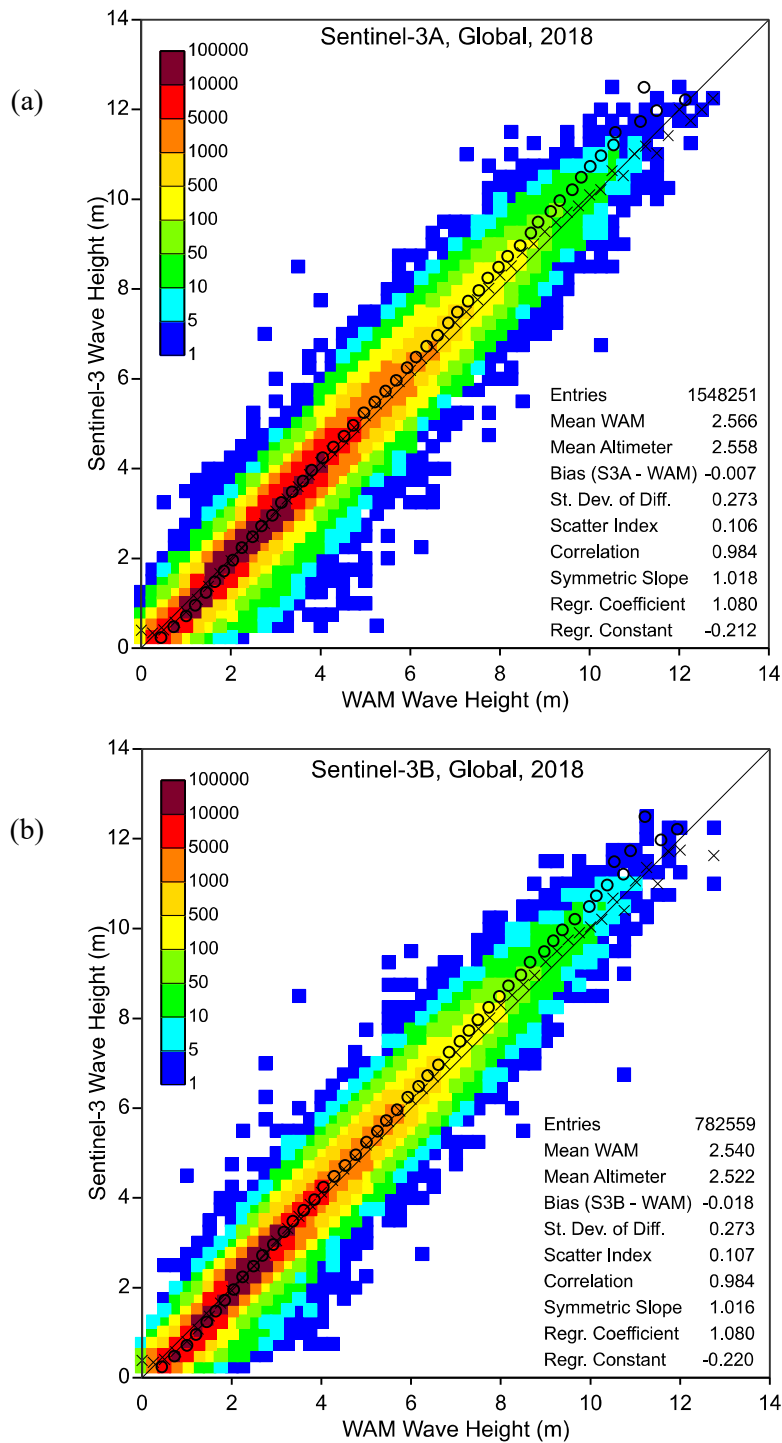 (a)
Sentinel-3A, Global, 2018
Sentinel-3 Wave Height (m)
14
12
10
8
6
4
2
0
100000
10000
5000
1000
500
100
50
10
5
1
Entries 1548251
Mean WAM 2.566
Mean Altimeter 2.558
Bias (S3A - WAM) -0.007
St. Dev. of Diff. 0.273
Scatter Index 0.106
Correlation 0.984
Symmetric Slope 1.018
Regr. Coefficient 1.080
Regr. Constant -0.212
0 2 4 6 8 10 12 14
WAM Wave Height (m)
(b)
Sentinel-3B, Global, 2018
Sentinel-3 Wave Height (m)
14
12
10
8
6
4
2
0
100000
10000
5000
1000
500
100
50
10
5
1
Entries 782559
Mean WAM 2.540
Mean Altimeter 2.522
Bias (S3B - WAM) -0.018
St. Dev. of Diff. 0.273
Scatter Index 0.107
Correlation 0.984
Symmetric Slope 1.016
Regr. Coefficient 1.080
Regr. Constant -0.220
0 2 4 6 8 10 12 14
WAM Wave Height (m)